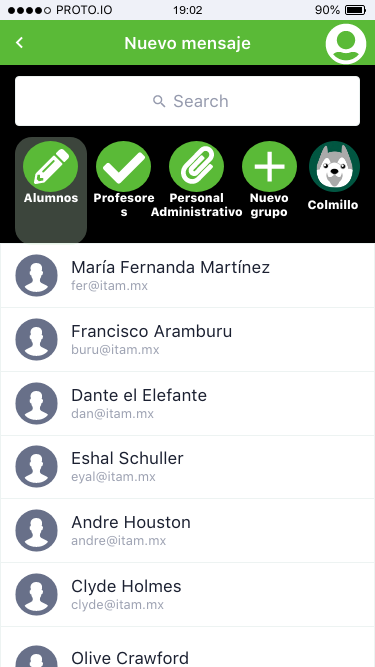 PROTO.IO 19:02 90%
Nuevo mensaje
Search
Alumnos
Profesore
s
Personal
Administrativo
Nuevo
grupo
Colmillo
María Fernanda Martínez
fer@itam.mx
Francisco Aramburu
buru@itam.mx
Dante el Elefante
dan@itam.mx
Eshal Schuller
eyal@itam.mx
Andre Houston
andre@itam.mx
Clyde Holmes
clyde@itam.mx
Olive Crawford